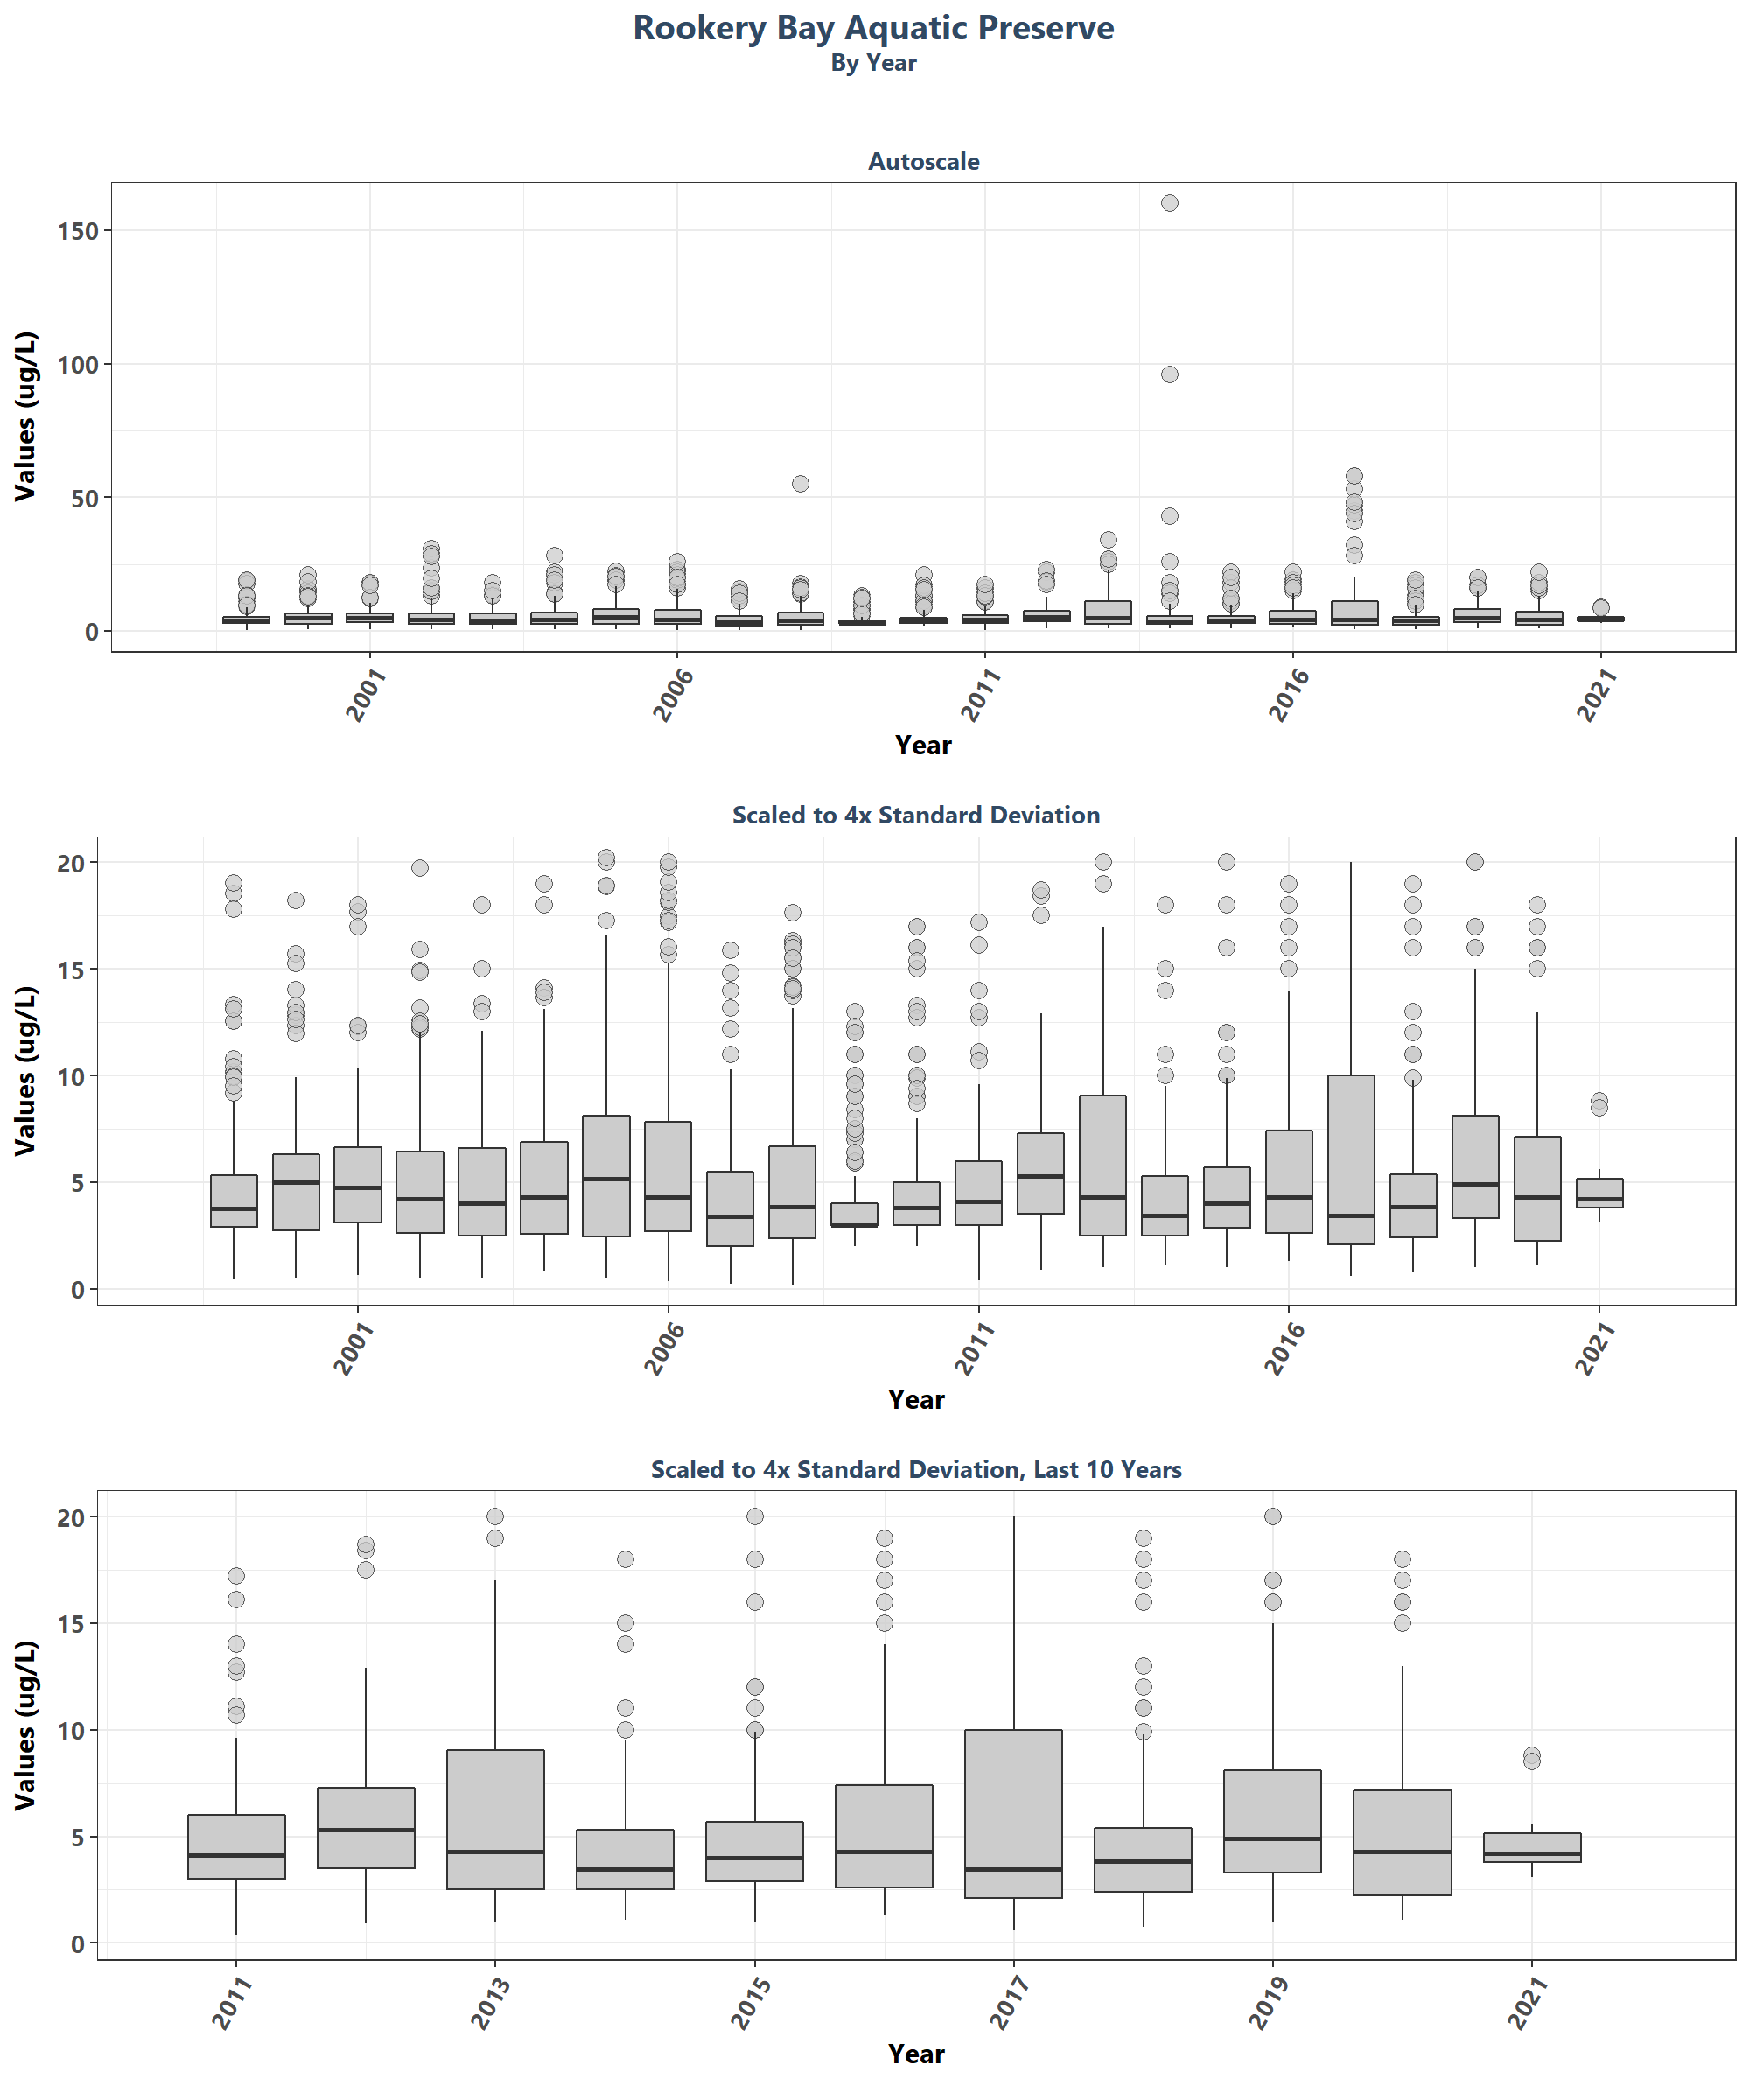 Rookery Bay Aquatic Preserve
By Year
Autoscale
Values (ug/L)
150
100
50
0
2001 2006 2011 2016 2021
Year
Scaled to 4x Standard Deviation
Values (ug/L)
20
15
10
5
0
2001 2006 2011 2016 2021
Year
Scaled to 4x Standard Deviation, Last 10 Years
Values (ug/L)
20
15
10
5
0
2011 2013 2015 2017 2019 2021
Year